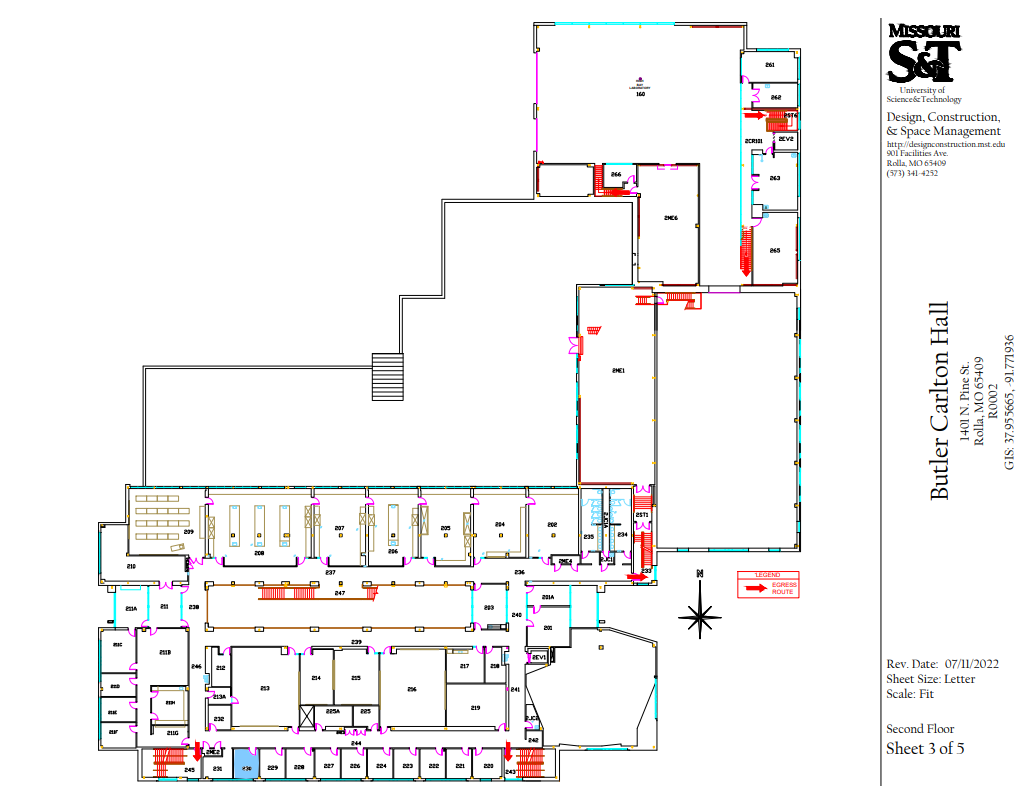 MISSOURI
S&T
University of
Science&Technology
Design, Construction,
& Space Management
http://designconstruction.mst.edu
901 Facilities Ave.
Rolla, MO 65409
(573) 341-4252
Butler Carlton Hall
1401 N. Pine St.
Rolla, MO 65409
R0002
GIS: 37.955665, -91.771936
261
LABORATORY
160
262
2ST6
2CR101
2EV2
266
263
2ME6
265
2ME1
209
208
207
206
205
204
202
235
2JC1A
234
2ST1
210
237
236
2ME4
2JC1
233
LEGEND
EGRESS
ROUTE
247
211A
211
238
203
240
201A
201
239
211C
211B
246
212
213
214
215
216
217
218
2EV1
211D
213A
241
219
211E
211H
232
225A
225
2JC2
211F
211G
244
242
2ME2
245
231
230
229
228
227
226
224
223
222
221
220
243
Rev. Date: 07/11/2022
Sheet Size: Letter
Scale: Fit
Second Floor
Sheet 3 of 5